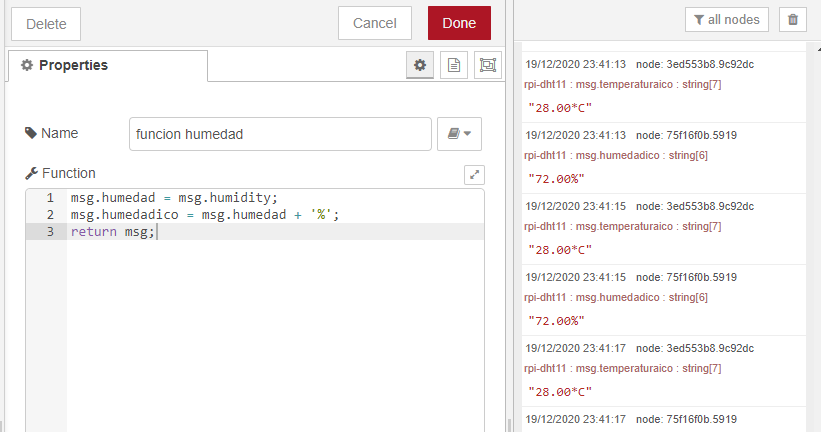 Delete
Cancel
Done
Properties
Name
funcion humedad
Function
1 msg.humedad = msg.humidity;
2 msg.humedadico = msg.humedad + '%';
3 return msg;
all nodes
19/12/2020 23:41:13 node: 3ed553b8.9c92dc
rpi-dht11 : msg.temperaturaico : string[7]
"28.00*C"
19/12/2020 23:41:13 node: 75f16f0b.5919
rpi-dht11 : msg.humedadico : string[6]
"72.00%"
19/12/2020 23:41:15 node: 3ed553b8.9c92dc
rpi-dht11 : msg.temperaturaico : string[7]
"28.00*C"
19/12/2020 23:41:15 node: 75f16f0b.5919
rpi-dht11 : msg.humedadico : string[6]
"72.00%"
19/12/2020 23:41:17 node: 3ed553b8.9c92dc
rpi-dht11 : msg.temperaturaico : string[7]
"28.00*C"
19/12/2020 23:41:17 node: 75f16f0b.5919